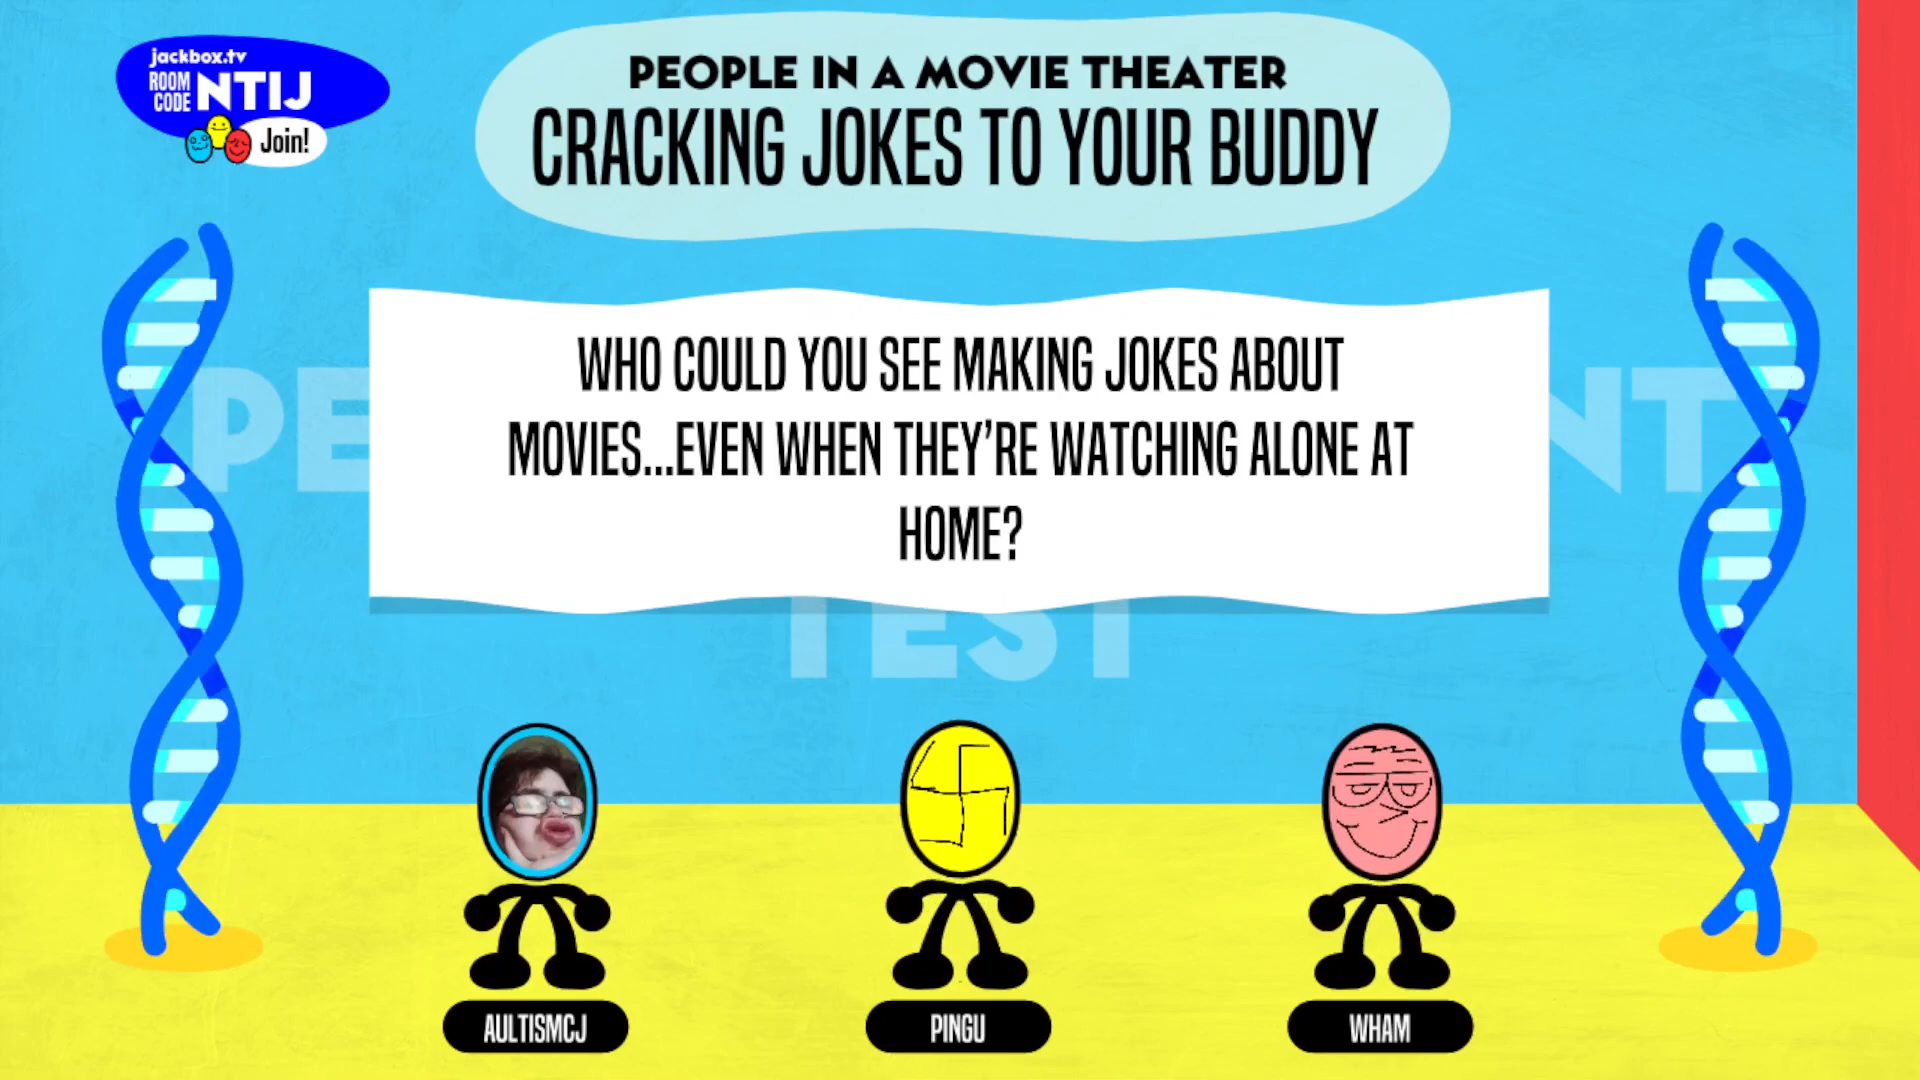 jackbox.tv
ROOM CODE NTIJ
Join!
PEOPLE IN A MOVIE THEATER
CRACKING JOKES TO YOUR BUDDY
WHO COULD YOU SEE MAKING JOKES ABOUT
MOVIES...EVEN WHEN THEY'RE WATCHING ALONE AT
HOME?
TEST
AULTISMCJ
PINGU
WHAM